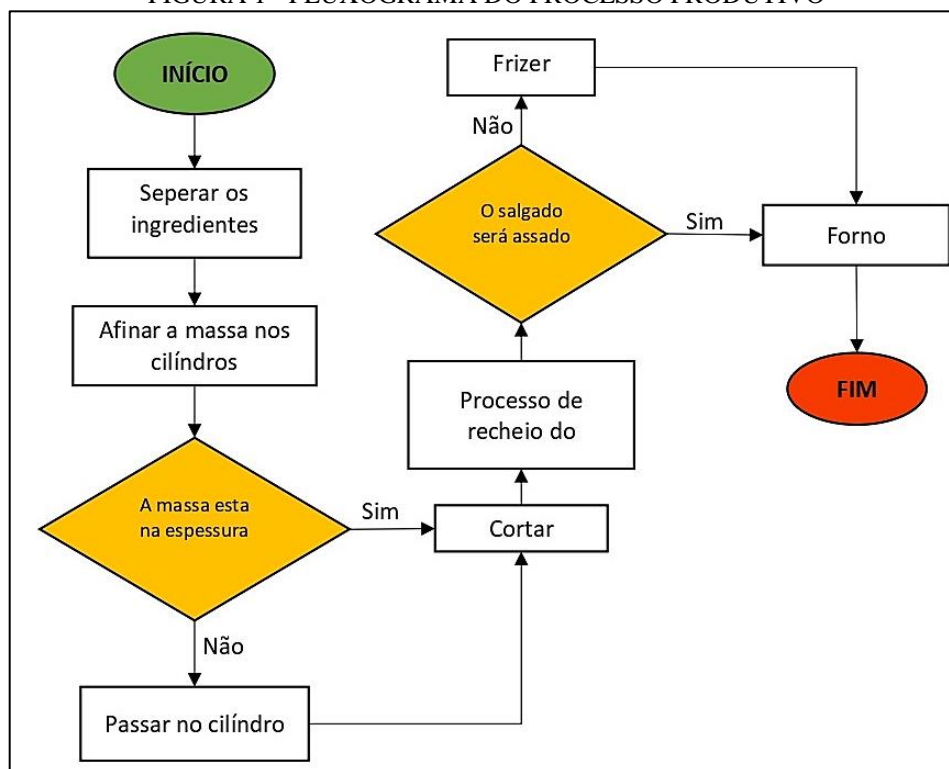 INÍCIO
Seperar os
ingredientes
Afinar a massa nos
cilíndros
A massa esta
na espessura
Sim
Não
Passar no cilíndro
Cortar
Processo de
recheio do
O salgado
será assado
Não
Frizer
Sim
Forno
FIM